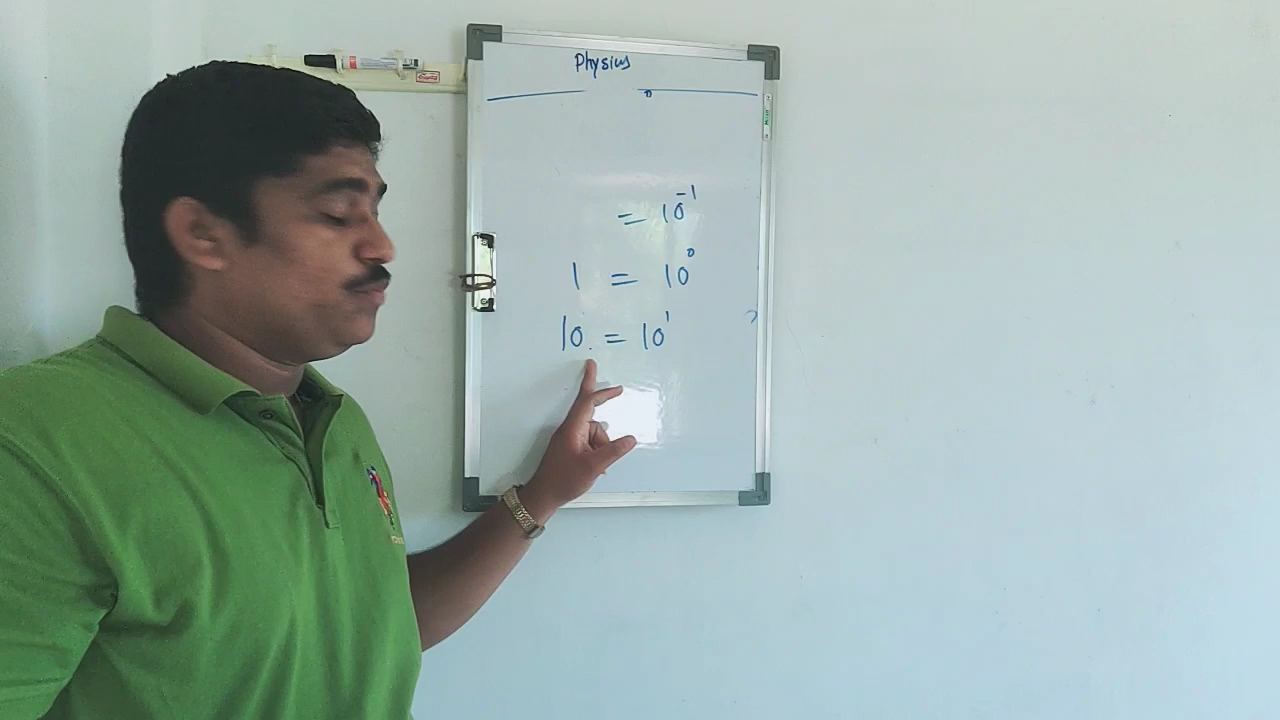 Physics
= 10⁻¹
1 = 10⁰
10. = 10¹